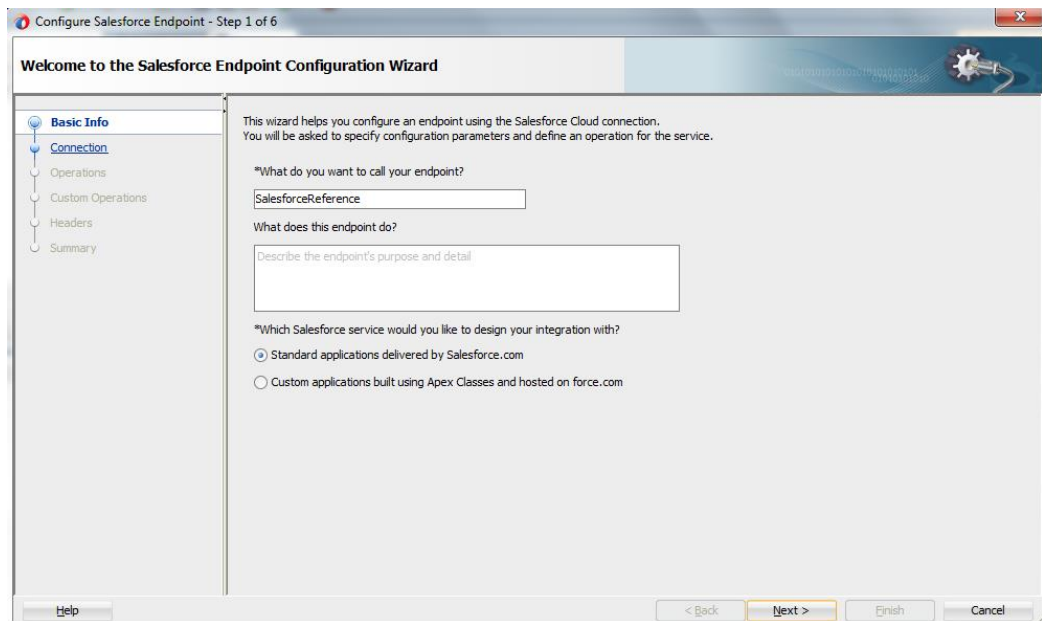 Configure Salesforce Endpoint - Step 1 of 6
Welcome to the Salesforce Endpoint Configuration Wizard
Basic Info
Connection
Operations
Custom Operations
Headers
Summary
This wizard helps you configure an endpoint using the Salesforce Cloud connection.
You will be asked to specify configuration parameters and define an operation for the service.
*What do you want to call your endpoint?
SalesforceReference
What does this endpoint do?
Describe the endpoint's purpose and detail
*Which Salesforce service would you like to design your integration with?
Standard applications delivered by Salesforce.com
Custom applications built using Apex Classes and hosted on force.com
Help
< Back
Next >
Finish
Cancel